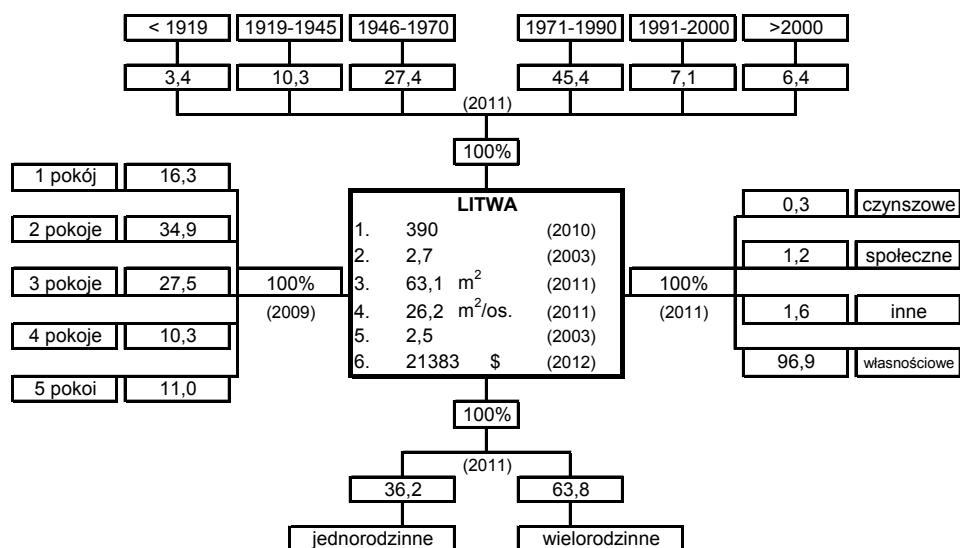 < 1919 1919-1945 1946-1970 1971-1990 1991-2000 >2000
3,4 10,3 27,4 45,4 7,1 6,4
(2011)
100%
1 pokój 16,3
2 pokoje 34,9
3 pokoje 27,5
4 pokoje 10,3
5 pokoi 11,0
100%
(2009)
LITWA
1. 390 (2010)
2. 2,7 (2003)
3. 63,1 m² (2011)
4. 26,2 m²/os. (2011)
5. 2,5 (2003)
6. 21383 $ (2012)
100%
(2011)
0,3 czynszowe
1,2 społeczne
1,6 inne
96,9 własnościowe
100%
(2011)
36,2 63,8
jednorodzinne wielorodzinne